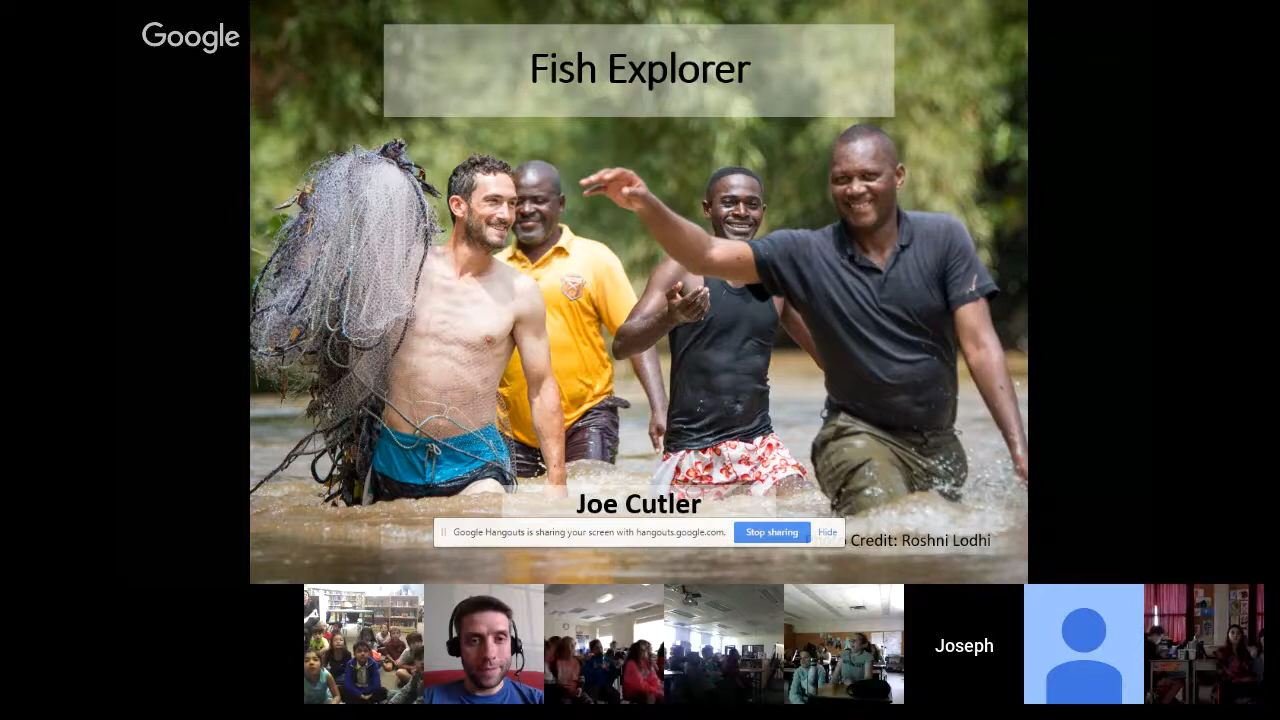 Google
Fish Explorer
Joe Cutler
Google Hangouts is sharing your screen with hangouts.google.com.
Stop sharing
Hide
Credit: Roshni Lodhi
Joseph